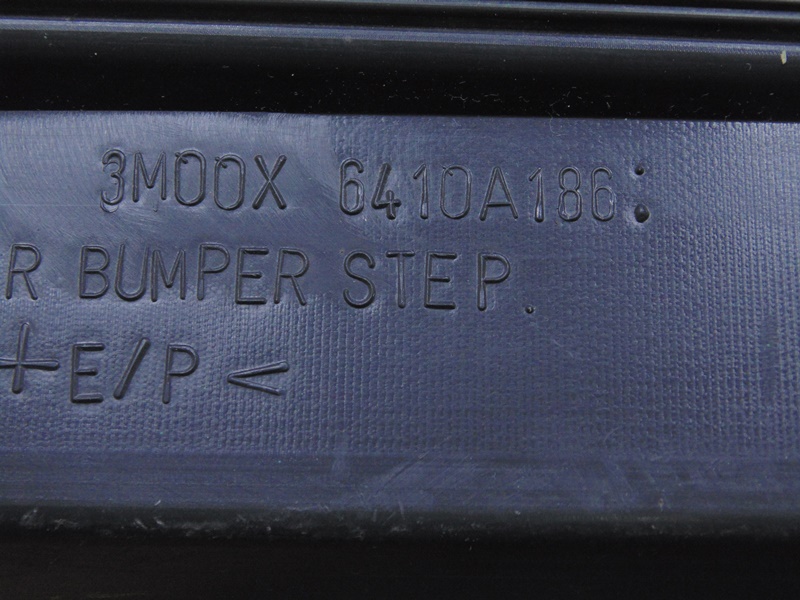 3M00X 6410A186:
R BUMPER STEP.
+E/P<